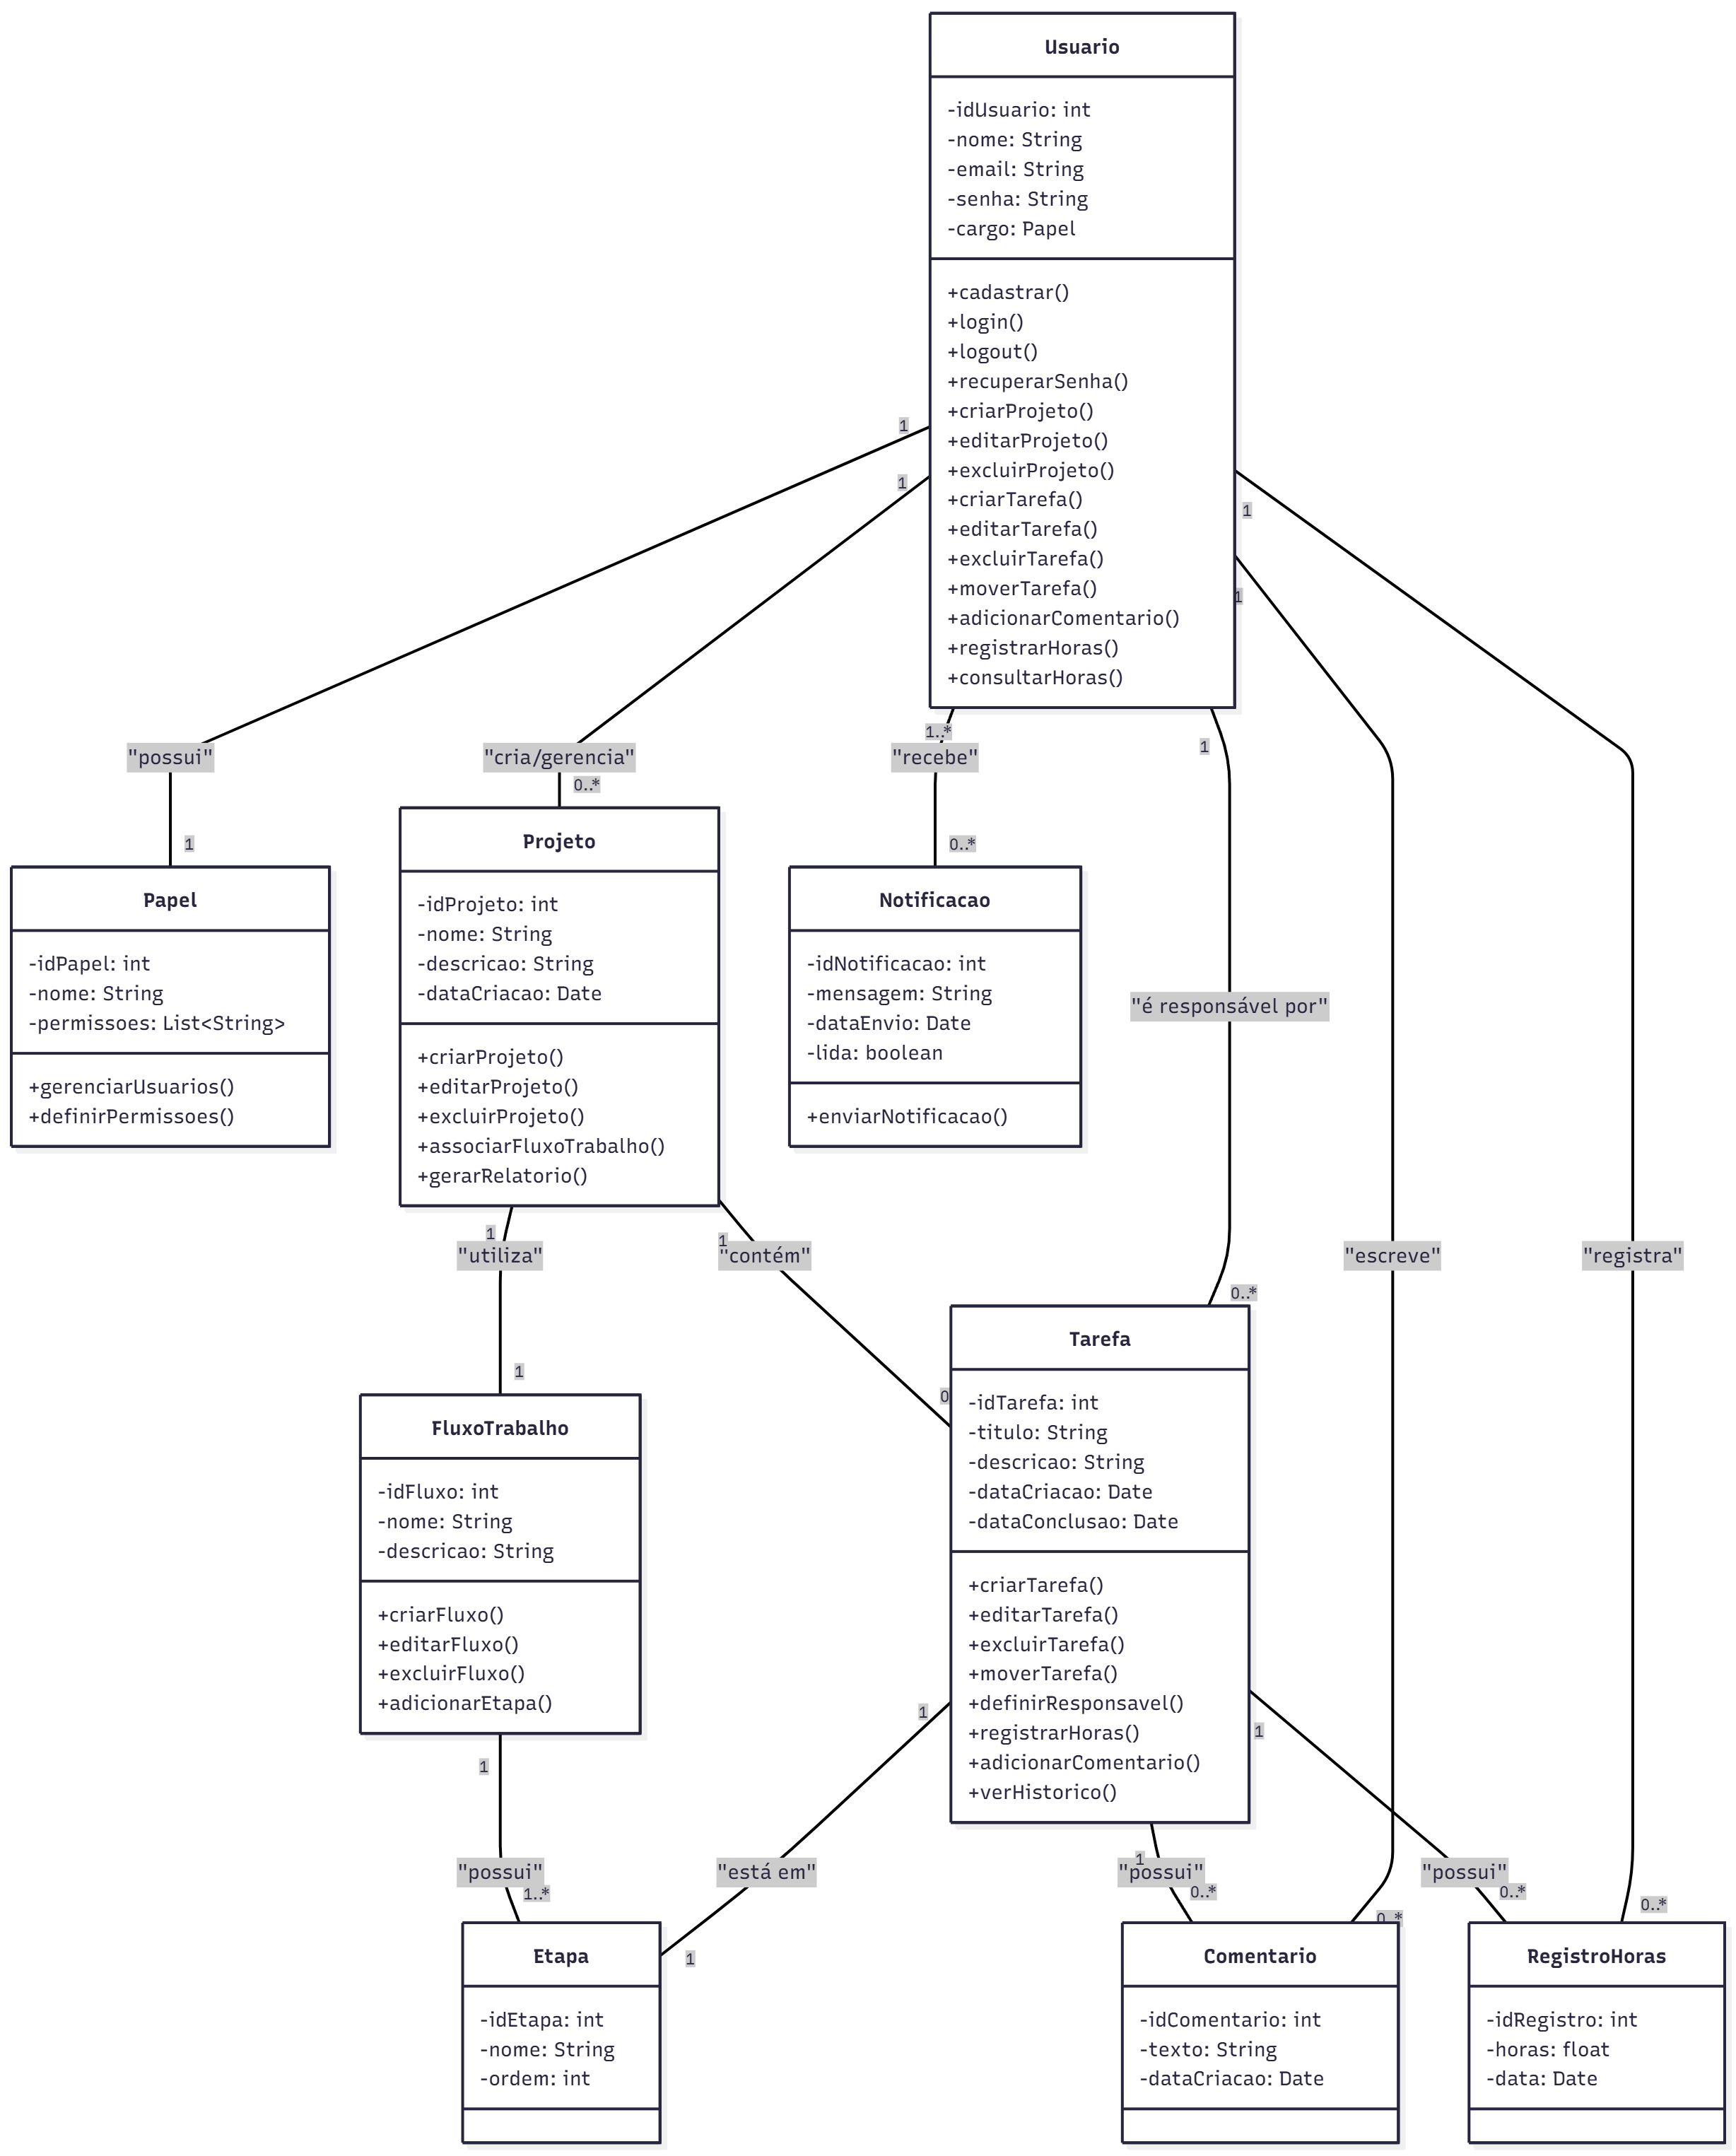 Usuario
-idUsuario: int
-nome: String
-email: String
-senha: String
-cargo: Papel
+cadastrar()
+login()
+logout()
+recuperarSenha()
+criarProjeto()
+editarProjeto()
+excluirProjeto()
+criarTarefa()
+editarTarefa()
+excluirTarefa()
+moverTarefa()
+adicionarComentario()
+registrarHoras()
+consultarHoras()
1
1
1
1
1..*
1
"possui"
"cria/gerencia"
"recebe"
0..*
1
0..*
Papel
-idPapel: int
-nome: String
-permissoes: List<String>
+gerenciarUsuarios()
+definirPermissoes()
Projeto
-idProjeto: int
-nome: String
-descricao: String
-dataCriacao: Date
+criarProjeto()
+editarProjeto()
+excluirProjeto()
+associarFluxoTrabalho()
+gerarRelatorio()
Notificacao
-idNotificacao: int
-mensagem: String
-dataEnvio: Date
-lida: boolean
+enviarNotificacao()
"é responsável por"
1
"utiliza"
1
"contém"
"escreve"
"registra"
0..*
1
0
FluxoTrabalho
-idFluxo: int
-nome: String
-descricao: String
+criarFluxo()
+editarFluxo()
+excluirFluxo()
+adicionarEtapa()
Tarefa
-idTarefa: int
-titulo: String
-descricao: String
-dataCriacao: Date
-dataConclusao: Date
+criarTarefa()
+editarTarefa()
+excluirTarefa()
+moverTarefa()
+definirResponsavel()
+registrarHoras()
+adicionarComentario()
+verHistorico()
1
1
1
1
"possui"
"está em"
"possui"
"possui"
1..*
0..*
0..*
0..*
0..*
1
Etapa
-idEtapa: int
-nome: String
-ordem: int
Comentario
-idComentario: int
-texto: String
-dataCriacao: Date
RegistroHoras
-idRegistro: int
-horas: float
-data: Date